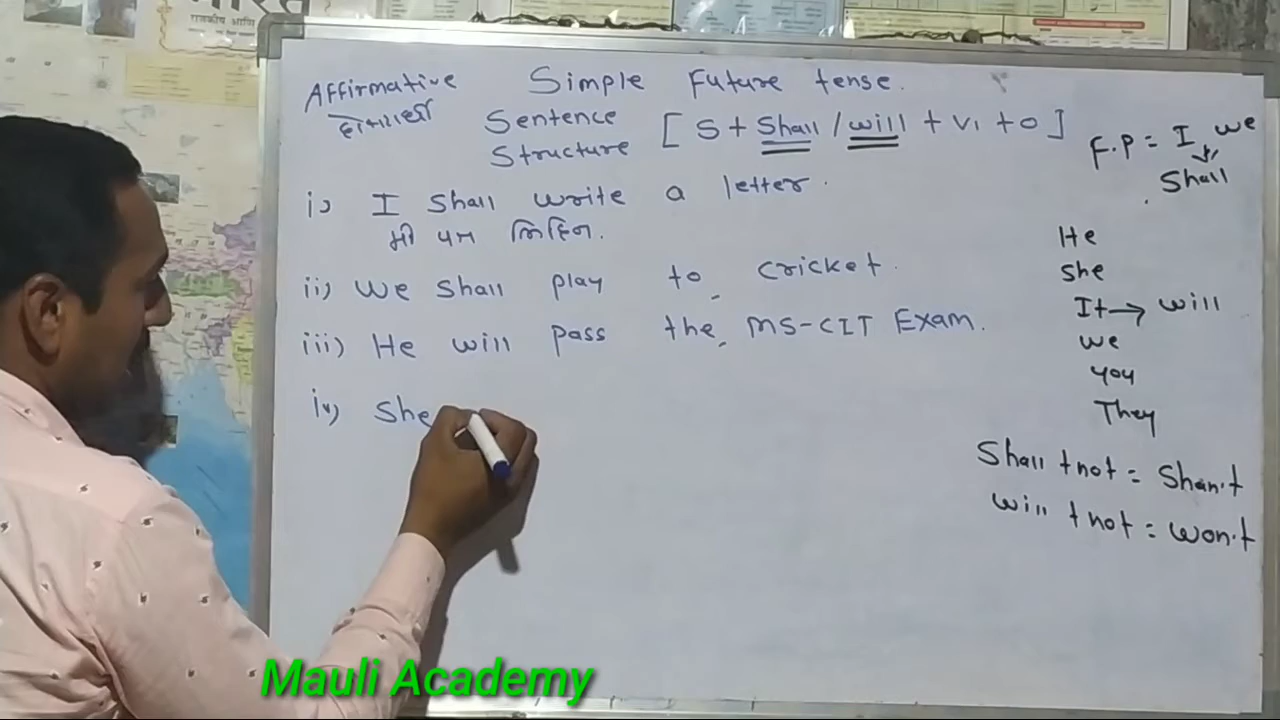 राजकीय आणि
Affirmative Simple Future tense.
होकारार्थी Sentence Structure [ S + Shall / will + V1 + O ]
F.P = I, we
Shall
i) I Shall write a letter.
मी पत्र लिहिन.
ii) We Shall play to cricket.
iii) He will pass the MS-CIT Exam.
iv) She
He
She
It → will
we
you
They
Shall + not = Shan't
will + not = won't
Mauli Academy